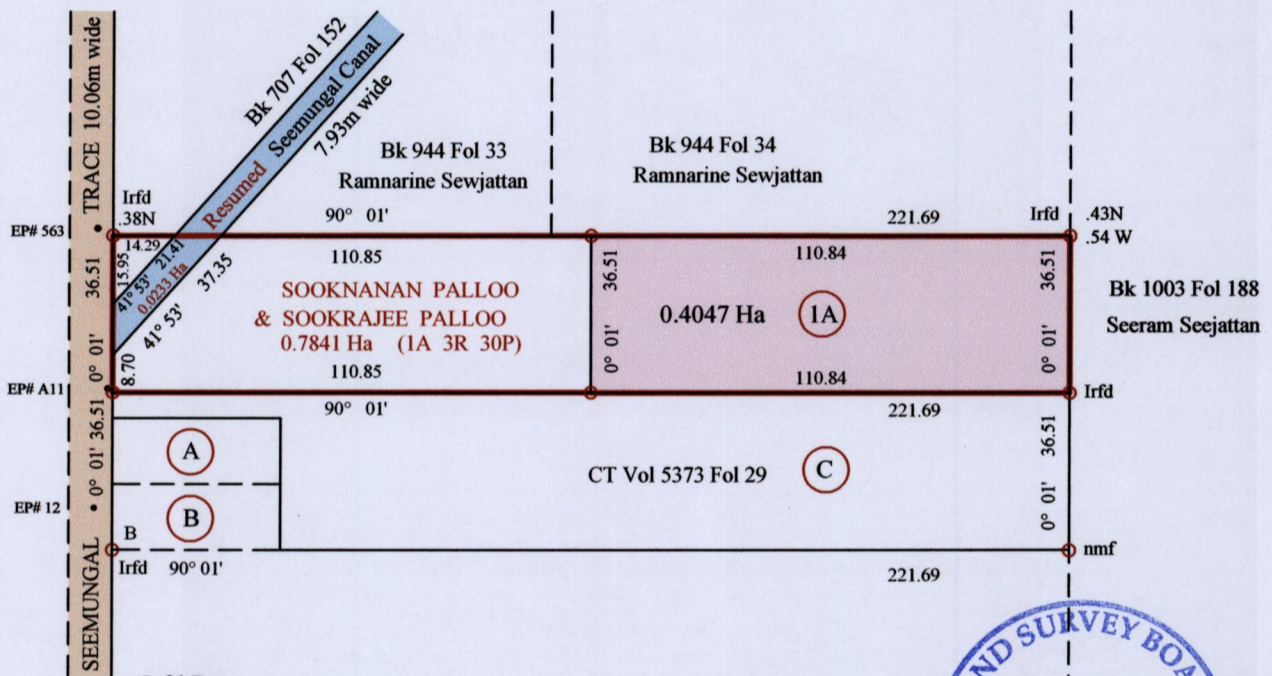 TRACE 10.06m wide
Bk 707 Fol 152
Resumed Seemungal Canal
7.93m wide
Bk 944 Fol 33
Ramnarine Sewjattan
Bk 944 Fol 34
Ramnarine Sewjattan
Irfd
.38N
90° 01'
221.69
Irfd
.43N
.54 W
EP# 563
14.29
21.41
15.95
41° 53'
0.0233 Ha
37.35
41° 53'
36.51
0° 01'
8.70
110.85
SOOKNANAN PALLOO
& SOOKRAJEE PALLOO
0.7841 Ha (1A 3R 30P)
110.85
36.51
0° 01'
110.84
0.4047 Ha
1A
110.84
36.51
0° 01'
Bk 1003 Fol 188
Seeram Seejattan
EP# A11
90° 01'
221.69
Irfd
36.51
0° 01'
A
CT Vol 5373 Fol 29
C
36.51
0° 01'
EP# 12
B
B
Irfd
90° 01'
221.69
nmf
SEEMUNGAL
ND SURVEY BOA